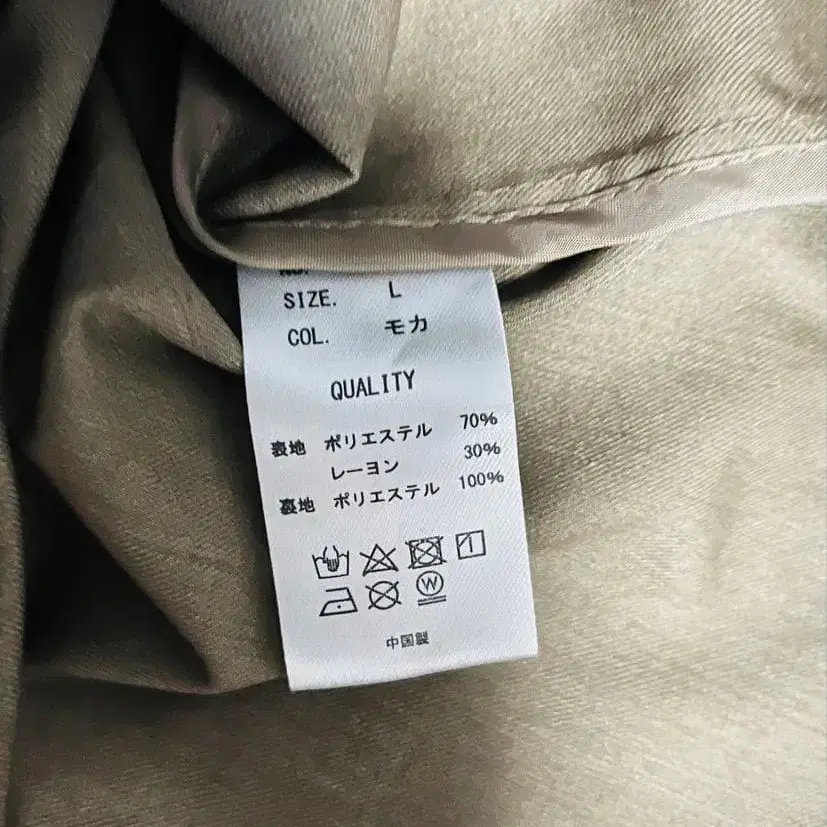 SIZE. L
COL. モカ
QUALITY
表地 ポリエステル 70%
レーヨン 30%
裏地 ポリエステル 100%
W
中国製